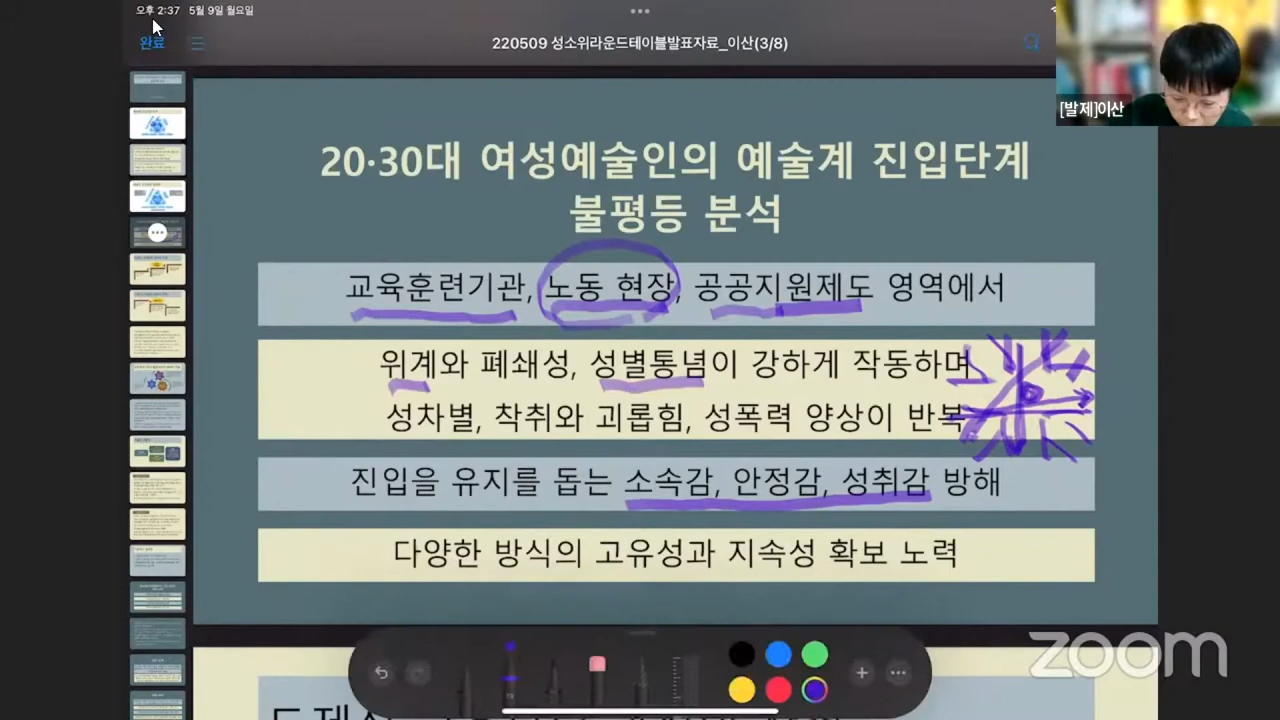 오후 2:37 5월 9일 월요일
완료
220509 성소위라운드테이블발표자료_이산(3/8)
[발제]이산
20·30대 여성예술인의 예술계 진입단계
불평등 분석
교육훈련기관, 노동 현장, 공공지원제도 영역에서
위계와 폐쇄성, 성별통념이 강하게 작동하며
성차별, 착취와 괴롭힘, 성폭력 양상이 반복
진입을 유지를 돕는 소속감, 안정감, 성취감 방해
다양한 방식의 고유성과 지속성 확보 노력
zoom